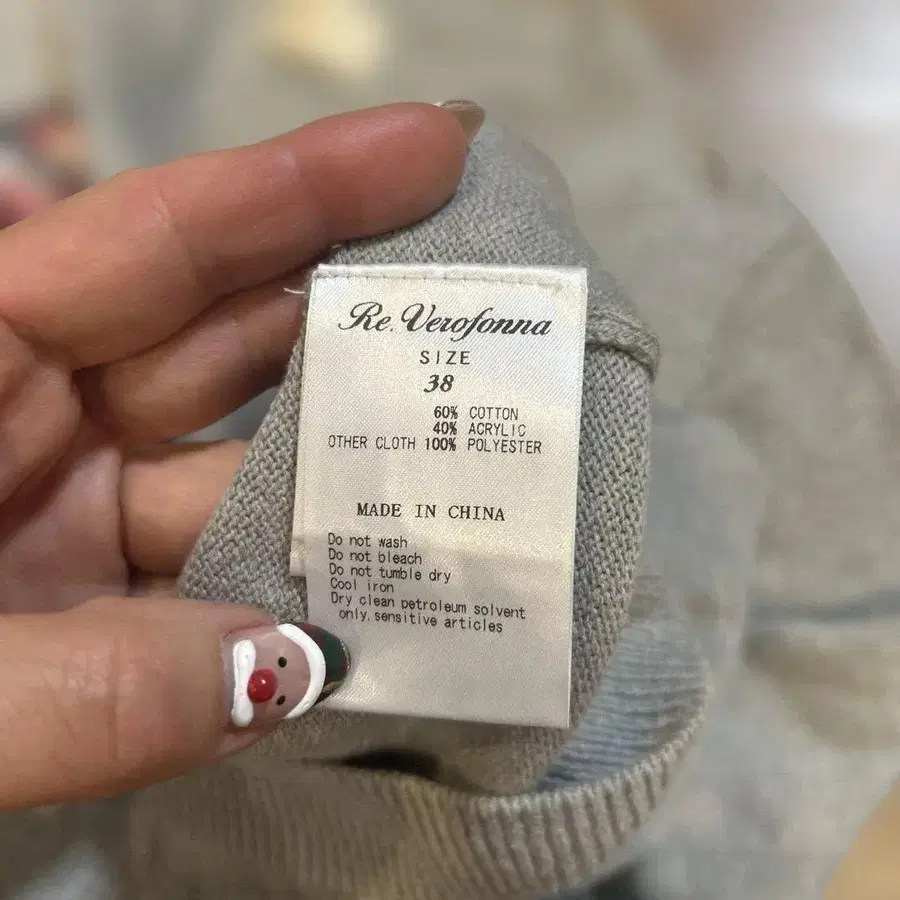 Re. Verofonna
SIZE
38
60% COTTON
40% ACRYLIC
OTHER CLOTH 100% POLYESTER
MADE IN CHINA
Do not wash
Do not bleach
Do not tumble dry
Cool iron
Dry clean petroleum solvent
only, sensitive articles